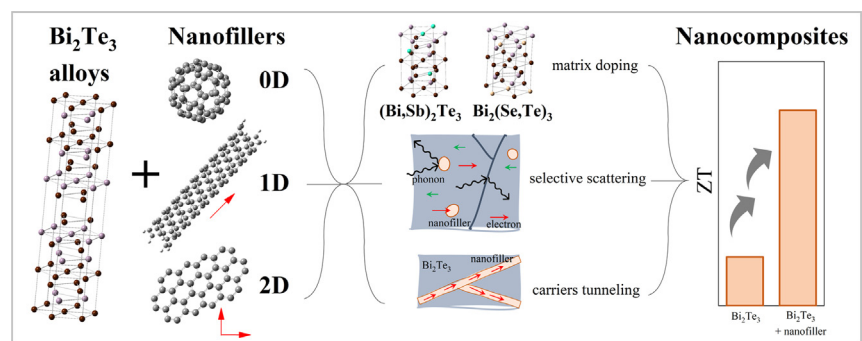 Bi₂Te₃
alloys
Nanofillers
0D
1D
2D
(Bi,Sb)₂Te₃
Bi₂(Se,Te)₃
matrix doping
phonon
nanofiller
electron
selective scattering
Bi₂Te₃
nanofiller
carriers tunneling
Nanocomposites
ZT
Bi₂Te₃
Bi₂Te₃
+ nanofiller